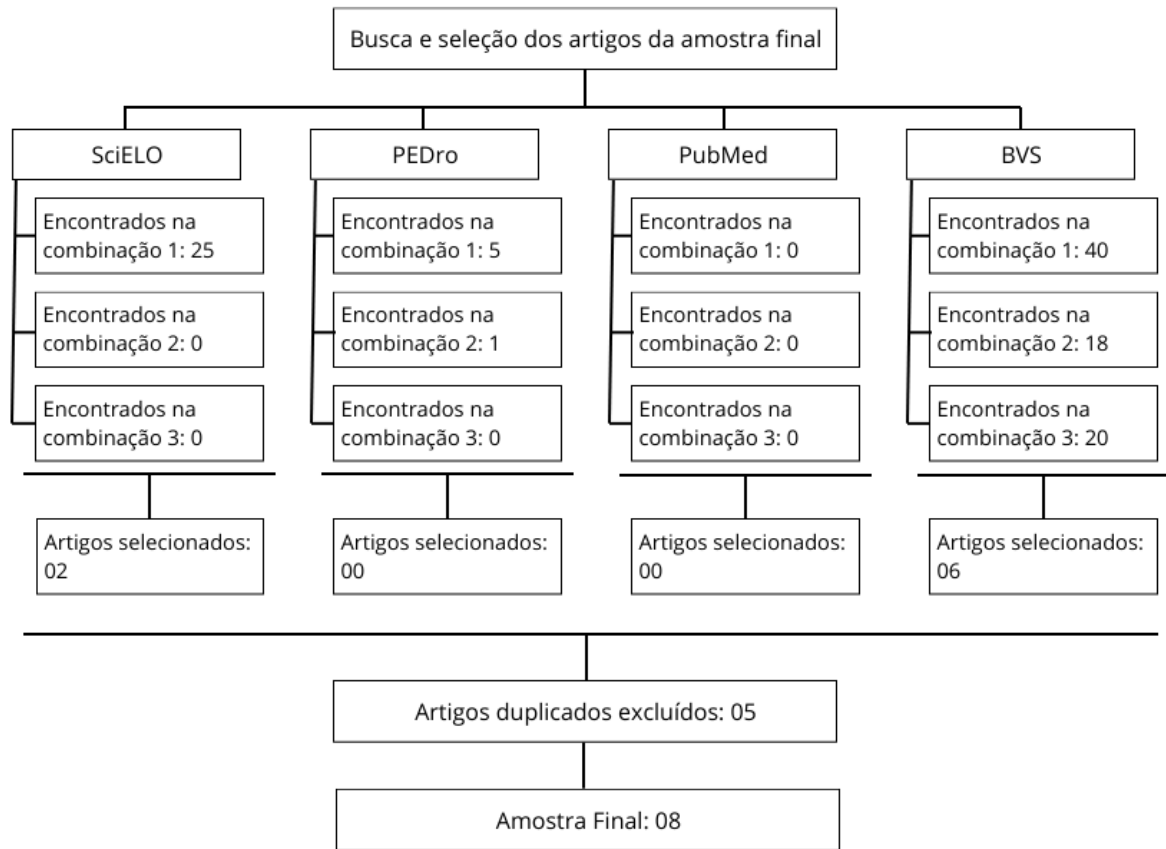 Busca e seleção dos artigos da amostra final
SciELO
Encontrados na
combinação 1: 25
Encontrados na
combinação 2: 0
Encontrados na
combinação 3: 0
Artigos selecionados:
02
PEDro
Encontrados na
combinação 1: 5
Encontrados na
combinação 2: 1
Encontrados na
combinação 3: 0
Artigos selecionados:
00
PubMed
Encontrados na
combinação 1: 0
Encontrados na
combinação 2: 0
Encontrados na
combinação 3: 0
Artigos selecionados:
00
BVS
Encontrados na
combinação 1: 40
Encontrados na
combinação 2: 18
Encontrados na
combinação 3: 20
Artigos selecionados:
06
Artigos duplicados excluídos: 05
Amostra Final: 08